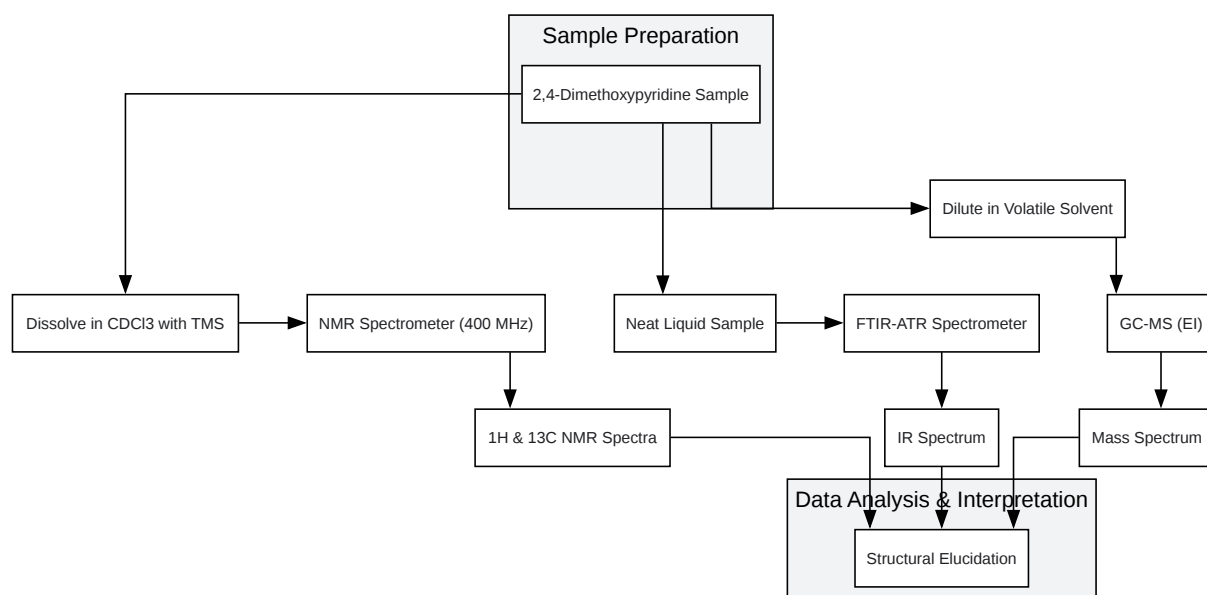 Sample Preparation
2,4-Dimethoxypyridine Sample
Dilute in Volatile Solvent
Dissolve in CDCl3 with TMS
NMR Spectrometer (400 MHz)
Neat Liquid Sample
FTIR-ATR Spectrometer
GC-MS (EI)
1H & 13C NMR Spectra
IR Spectrum
Mass Spectrum
Data Analysis & Interpretation
Structural Elucidation